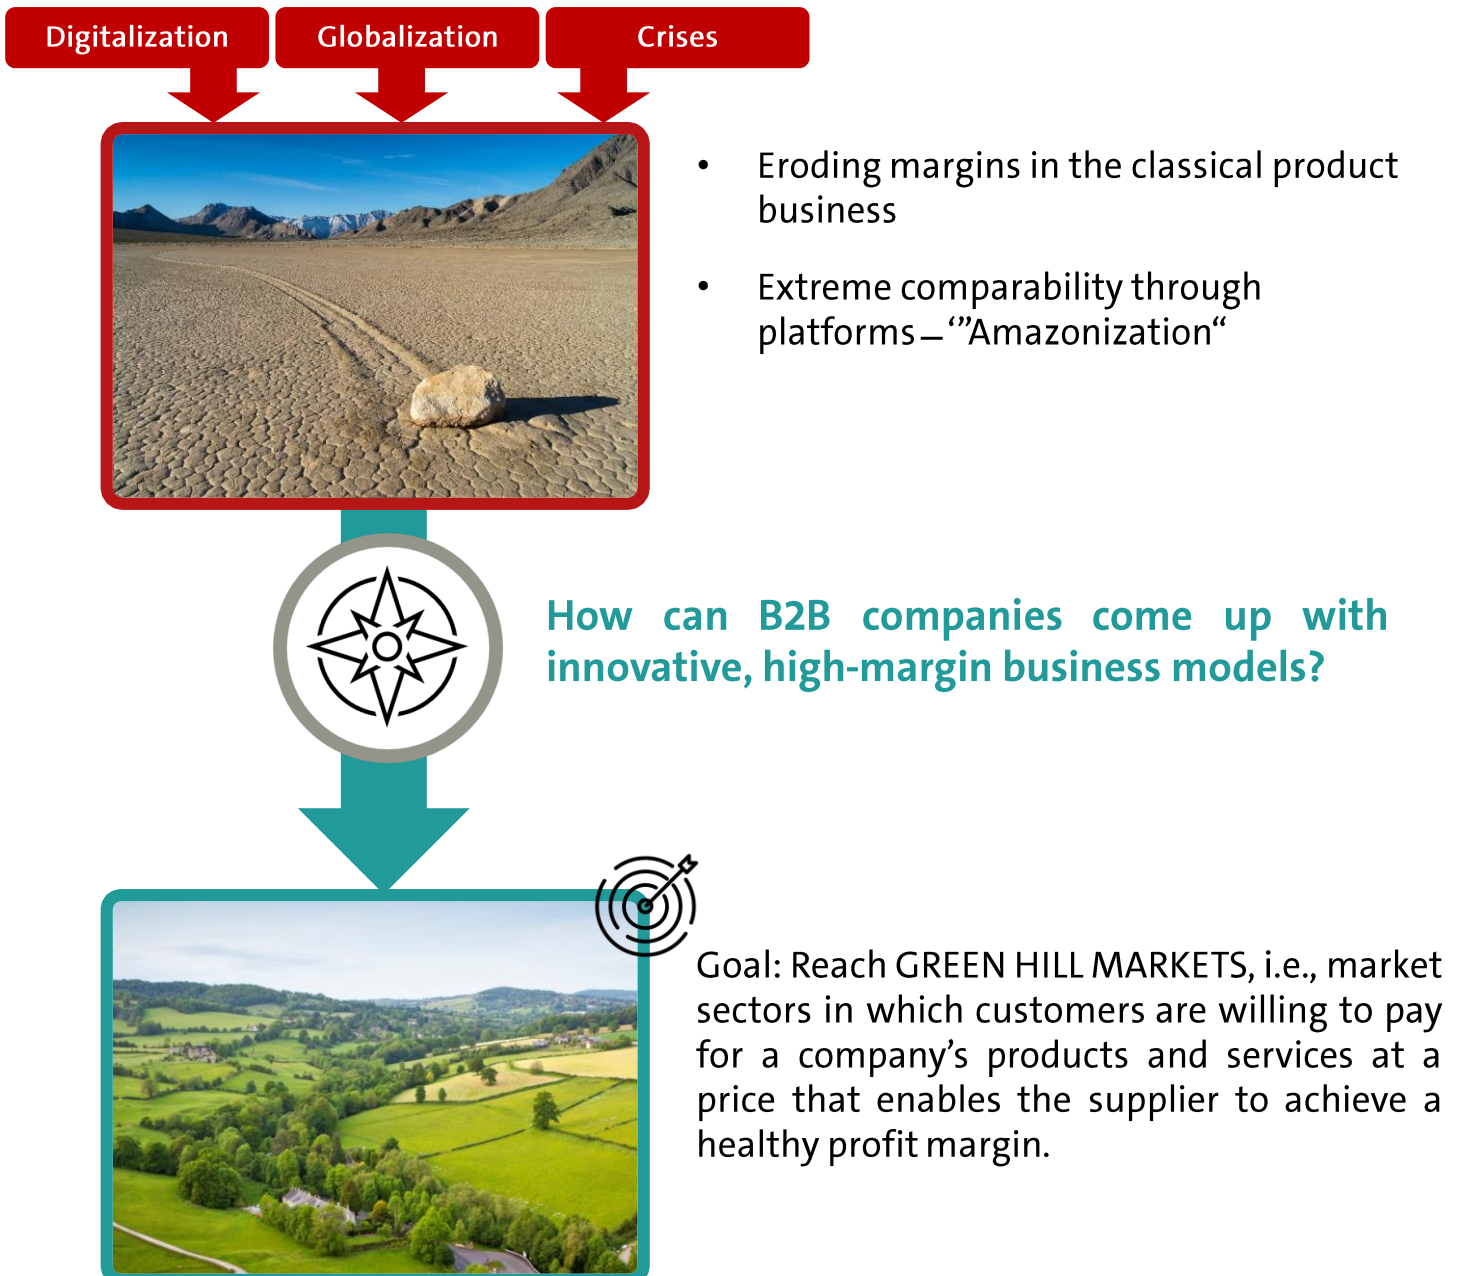 Digitalization
Globalization
Crises
• Eroding margins in the classical product
business
• Extreme comparability through
platforms – ‘”Amazonization“
How can B2B companies come up with
innovative, high-margin business models?
Goal: Reach GREEN HILL MARKETS, i.e., market
sectors in which customers are willing to pay
for a company’s products and services at a
price that enables the supplier to achieve a
healthy profit margin.